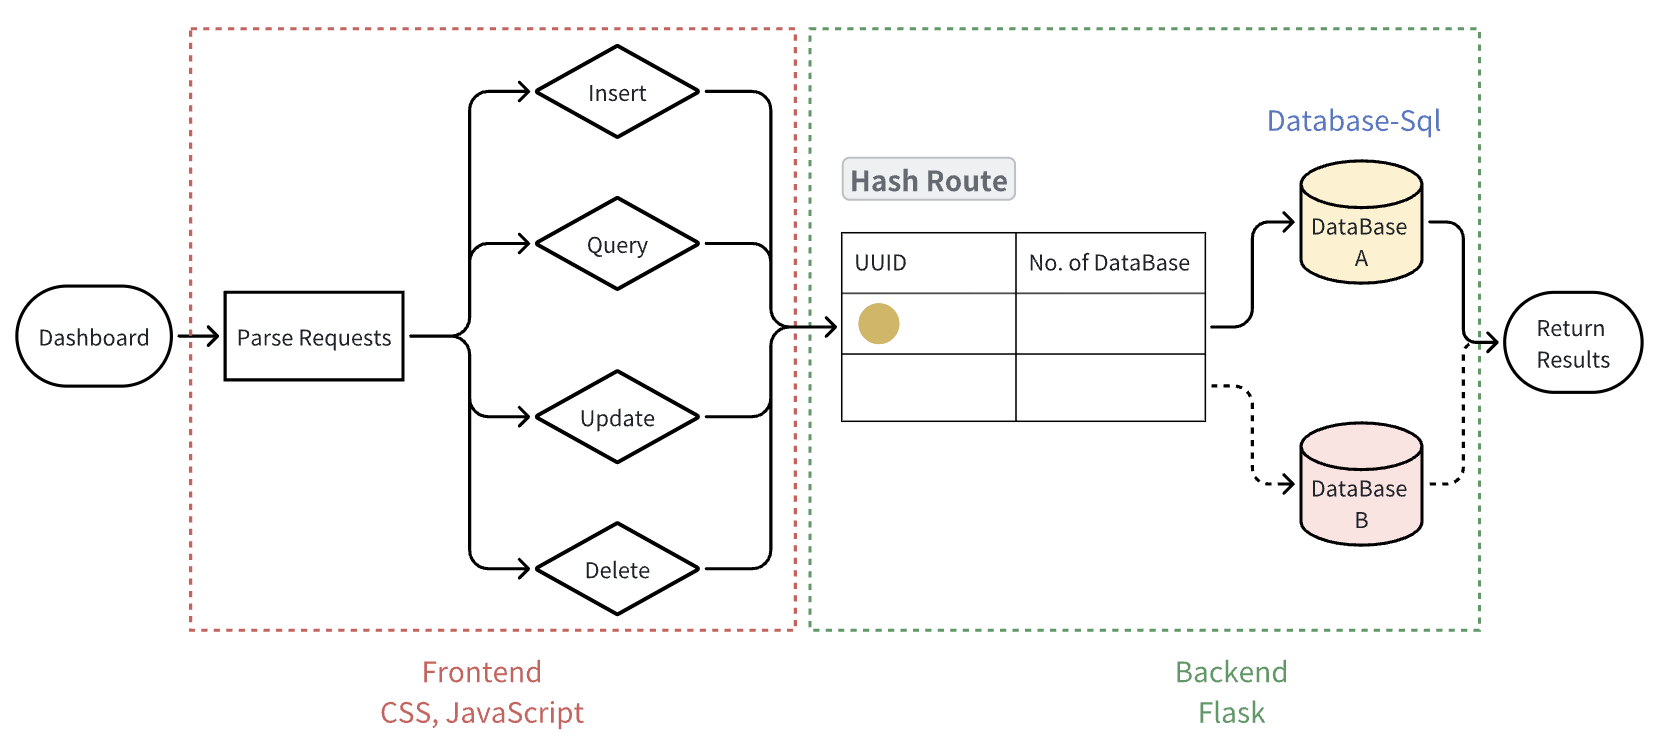 Dashboard
Parse Requests
Insert
Query
Update
Delete
Frontend
CSS, JavaScript
Hash Route
UUID
No. of DataBase
Database-Sql
DataBase
A
DataBase
B
Backend
Flask
Return
Results